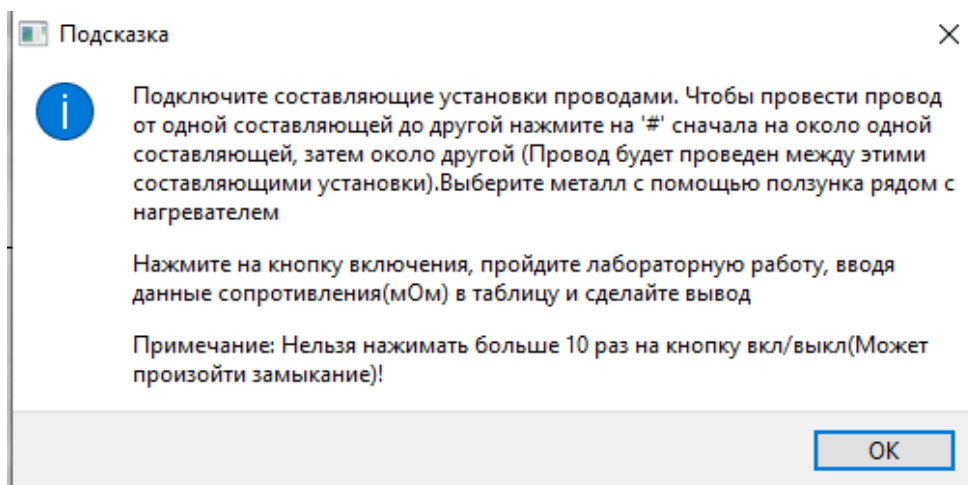 Подсказка
Подключите составляющие установки проводами. Чтобы провести провод
от одной составляющей до другой нажмите на '#' сначала на около одной
составляющей, затем около другой (Провод будет проведен между этими
составляющими установки).Выберите металл с помощью ползунка рядом с
нагревателем
Нажмите на кнопку включения, пройдите лабораторную работу, вводя
данные сопротивления(мОм) в таблицу и сделайте вывод
Примечание: Нельзя нажимать больше 10 раз на кнопку вкл/выкл(Может
произойти замыкание)!
ОК